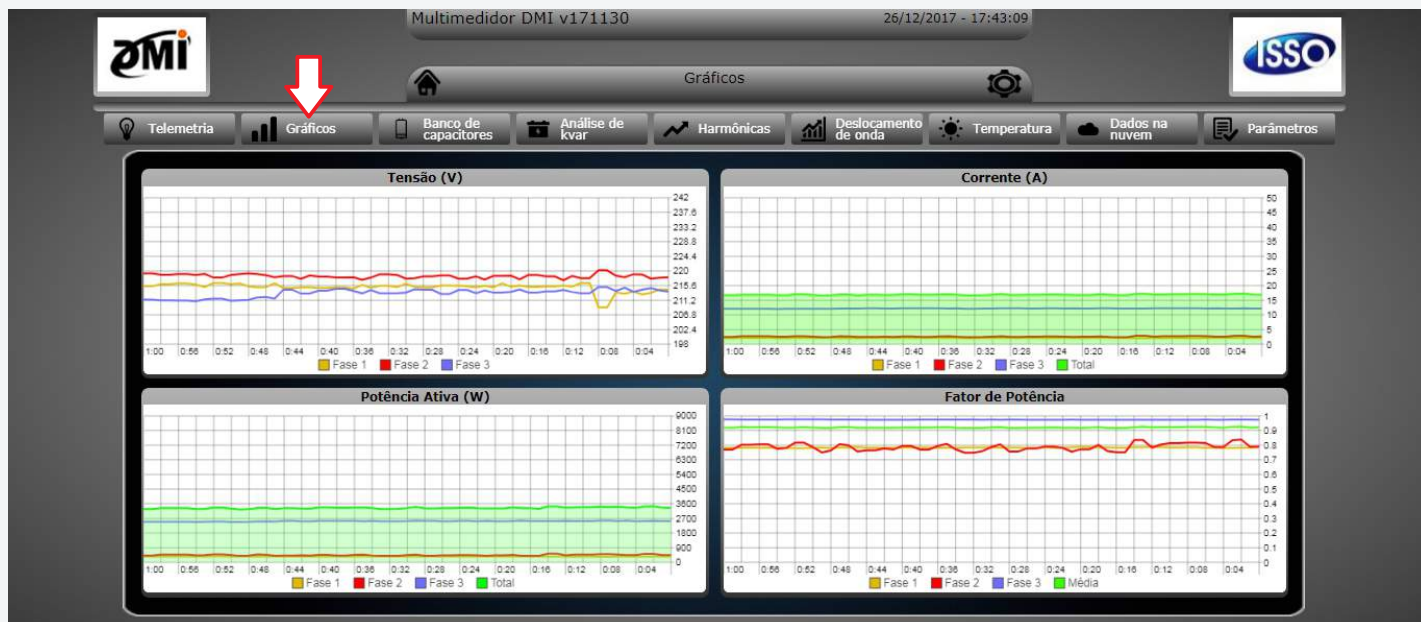 Multimedidor DMI v171130
26/12/2017 - 17:43:09
DMI
ISSO
Gráficos
Telemetria
Gráficos
Banco de
capacitores
Análise de
kvar
Harmônicas
Deslocamento
de onda
Temperatura
Dados na
nuvem
Parâmetros
Tensão (V)
242
237.6
233.2
228.8
224.4
220
215.6
211.2
206.8
202.4
198
1:00 0:56 0:52 0:48 0:44 0:40 0:36 0:32 0:28 0:24 0:20 0:16 0:12 0:08 0:04
Fase 1 Fase 2 Fase 3
Corrente (A)
50
45
40
35
30
25
20
15
10
5
0
1:00 0:56 0:52 0:48 0:44 0:40 0:36 0:32 0:28 0:24 0:20 0:16 0:12 0:08 0:04
Fase 1 Fase 2 Fase 3 Total
Potência Ativa (W)
9000
8100
7200
6300
5400
4500
3600
2700
1800
900
0
1:00 0:56 0:52 0:48 0:44 0:40 0:36 0:32 0:28 0:24 0:20 0:16 0:12 0:08 0:04
Fase 1 Fase 2 Fase 3 Total
Fator de Potência
1
0.9
0.8
0.7
0.6
0.5
0.4
0.3
0.2
0.1
0
1:00 0:56 0:52 0:48 0:44 0:40 0:36 0:32 0:28 0:24 0:20 0:16 0:12 0:08 0:04
Fase 1 Fase 2 Fase 3 Média